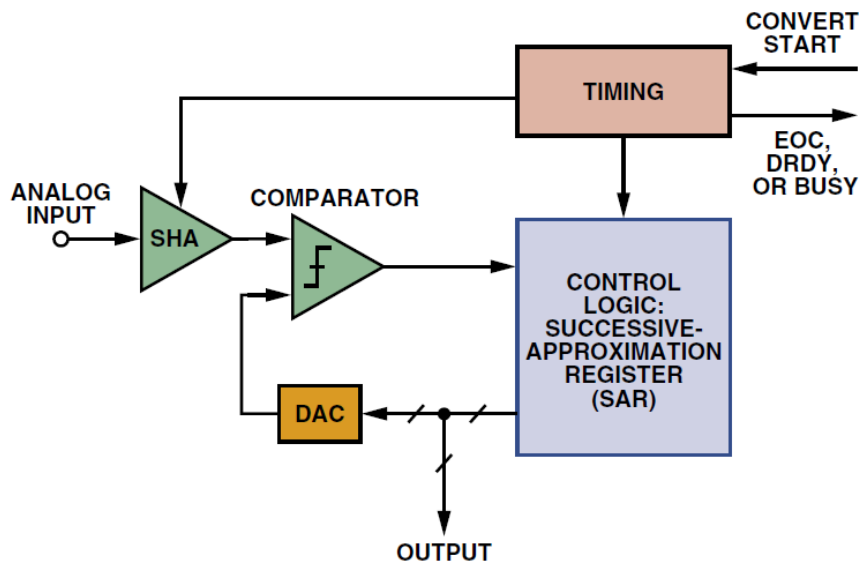 CONVERT
START
TIMING
EOC,
DRDY,
OR BUSY
ANALOG
INPUT
COMPARATOR
SHA
CONTROL
LOGIC:
SUCCESSIVE-
APPROXIMATION
REGISTER
(SAR)
DAC
OUTPUT